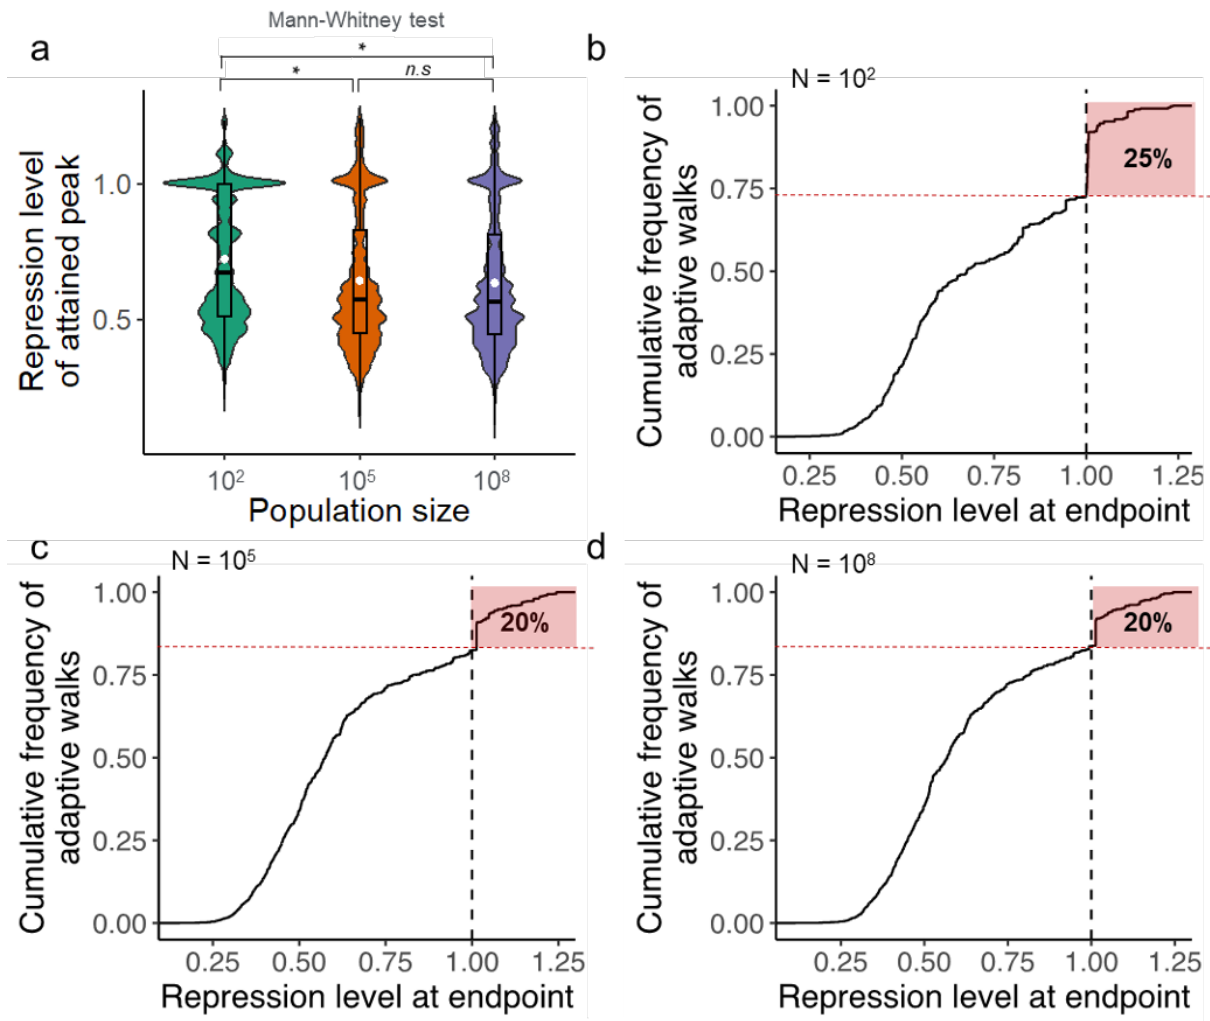 Mann-Whitney test
a
*
*
n.s
Repression level
of attained peak
1.0
0.5
10²
10⁵
10⁸
Population size
b
N = 10²
Cumulative frequency of
adaptive walks
1.00
0.75
0.50
0.25
0.00
25%
0.25
0.50
0.75
1.00
1.25
Repression level at endpoint
c
N = 10⁵
Cumulative frequency of
adaptive walks
1.00
0.75
0.50
0.25
0.00
20%
0.25
0.50
0.75
1.00
1.25
Repression level at endpoint
d
N = 10⁸
Cumulative frequency of
adaptive walks
1.00
0.75
0.50
0.25
0.00
20%
0.25
0.50
0.75
1.00
1.25
Repression level at endpoint